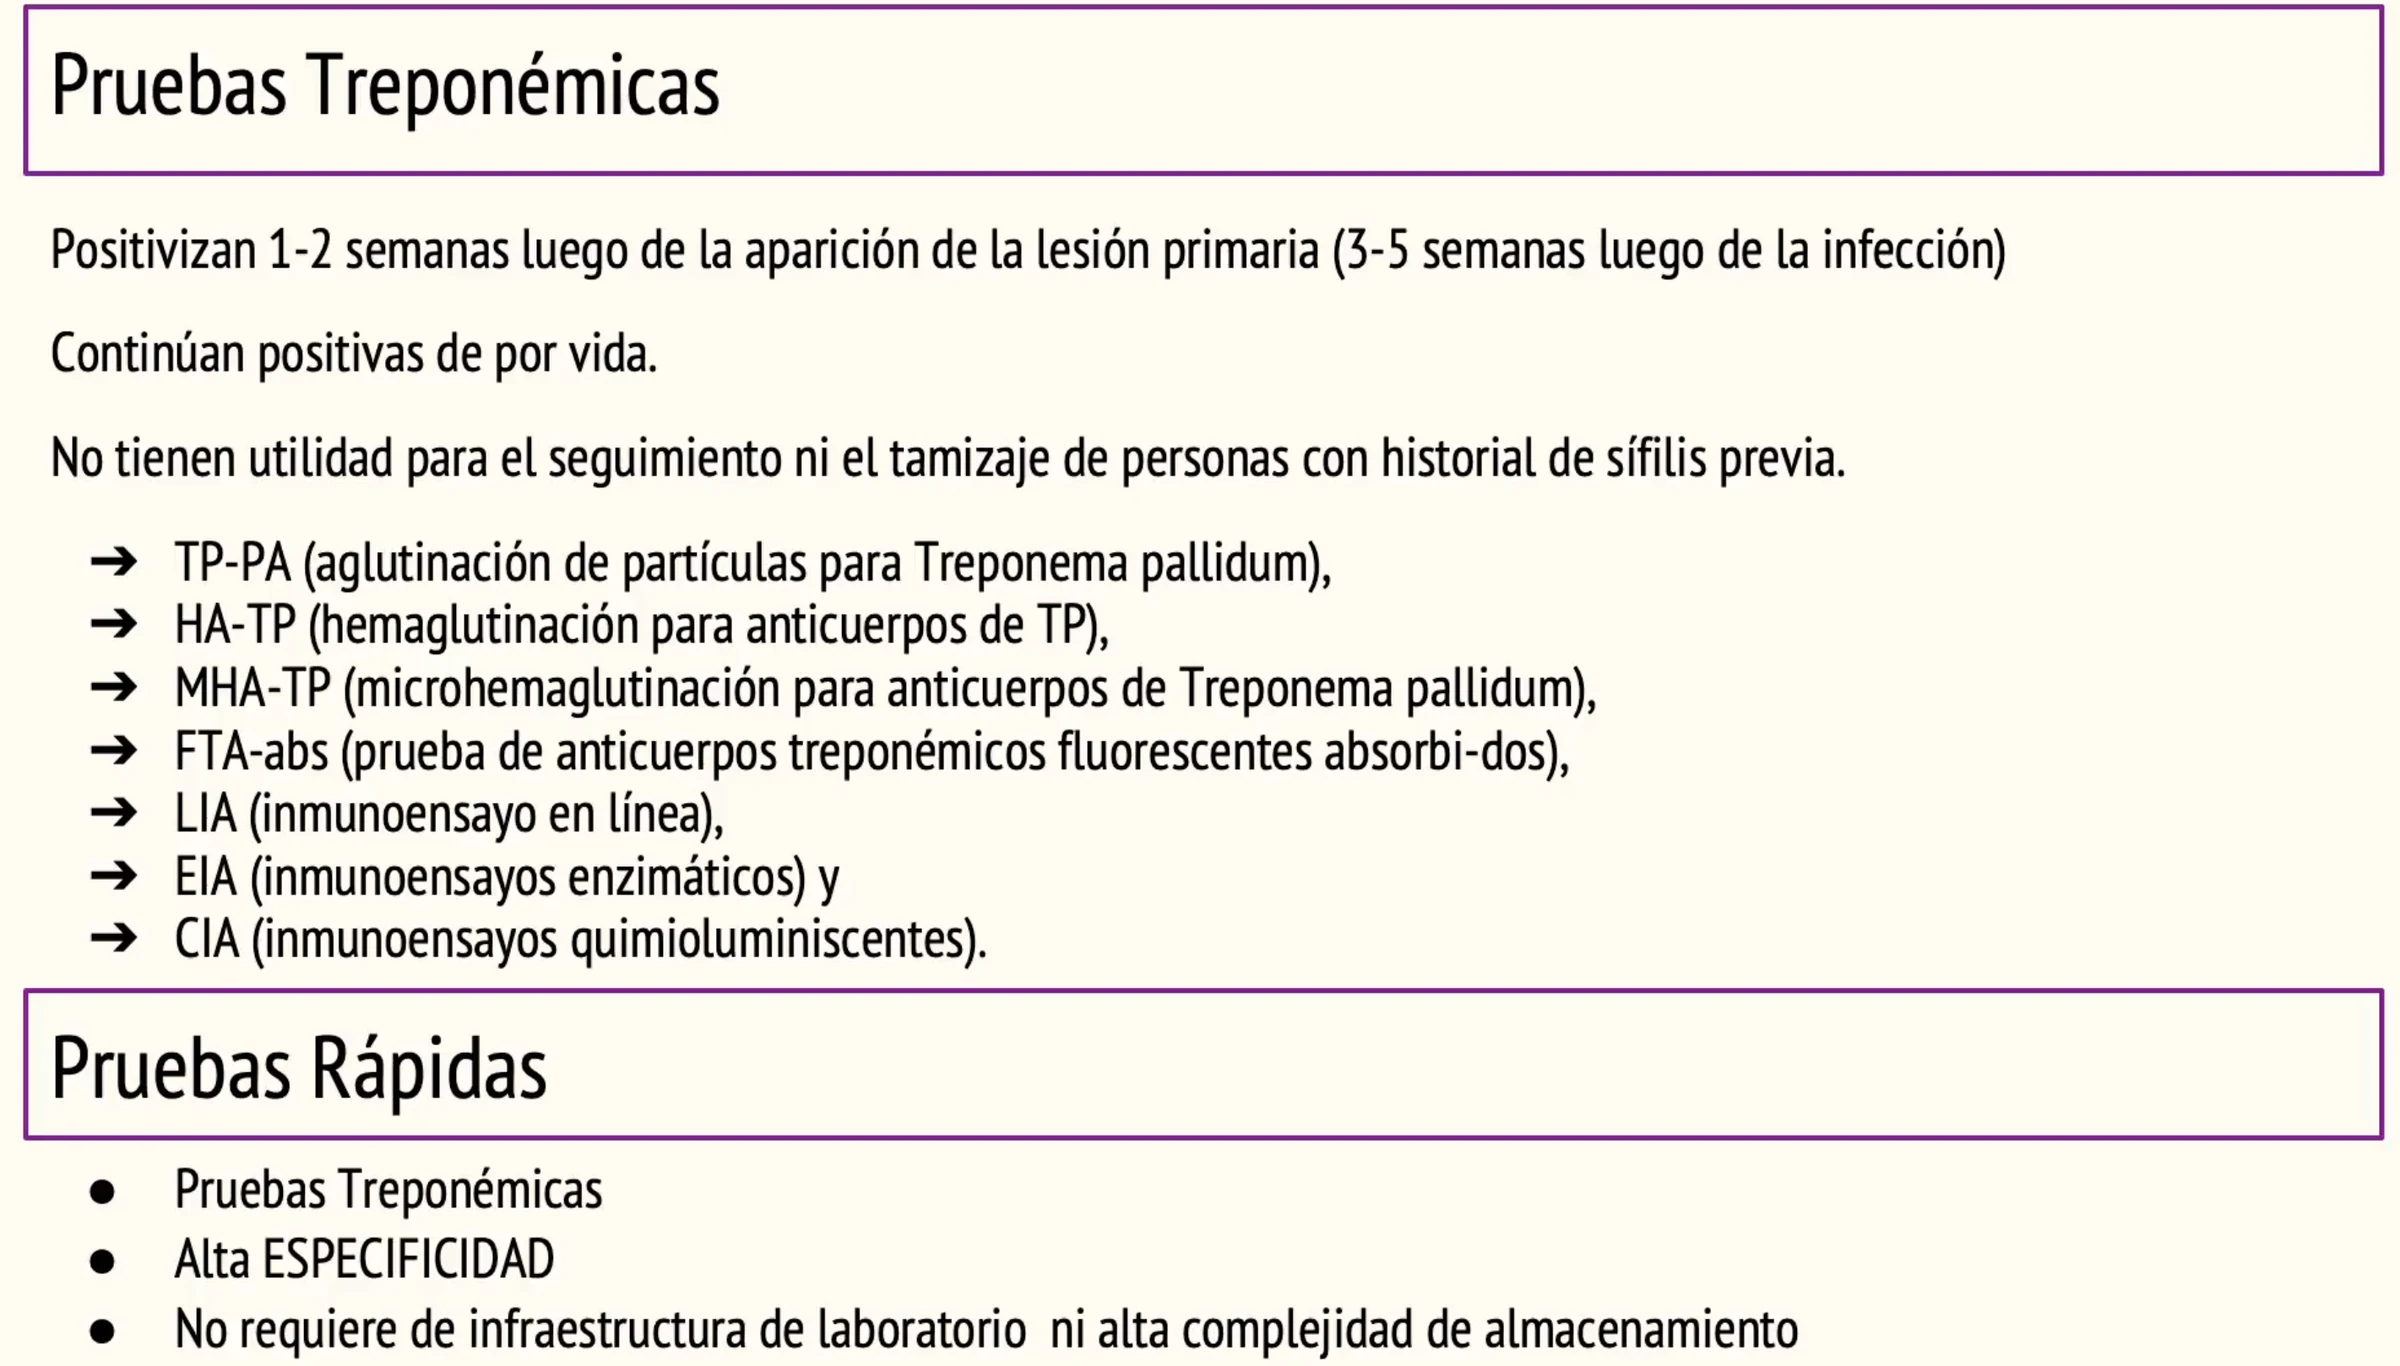 Pruebas Treponémicas
Positivizan 1-2 semanas luego de la aparición de la lesión primaria (3-5 semanas luego de la infección)
Continúan positivas de por vida.
No tienen utilidad para el seguimiento ni el tamizaje de personas con historial de sífilis previa.
➔ TP-PA (aglutinación de partículas para Treponema pallidum),
➔ HA-TP (hemaglutinación para anticuerpos de TP),
➔ MHA-TP (microhemaglutinación para anticuerpos de Treponema pallidum),
➔ FTA-abs (prueba de anticuerpos treponémicos fluorescentes absorbi-dos),
➔ LIA (inmunoensayo en línea),
➔ EIA (inmunoensayos enzimáticos) y
➔ CIA (inmunoensayos quimioluminiscentes).
Pruebas Rápidas
● Pruebas Treponémicas
● Alta ESPECIFICIDAD
● No requiere de infraestructura de laboratorio ni alta complejidad de almacenamiento